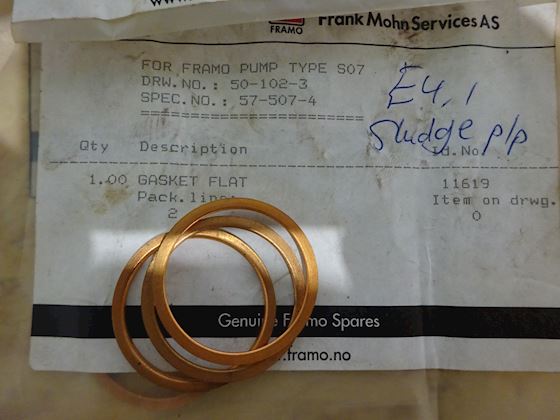 FRAMO
Frank Mohn Services AS
FOR FRAMO PUMP TYPE S07
DRW.NO.: 50-102-3
SPEC.NO.: 57-507-4
======================
E4.1
Sludge p/p
Qty Description Id.No.
1.00 GASKET FLAT 11619
Item on drwg.
2 0
Framo Spares
.framo.no